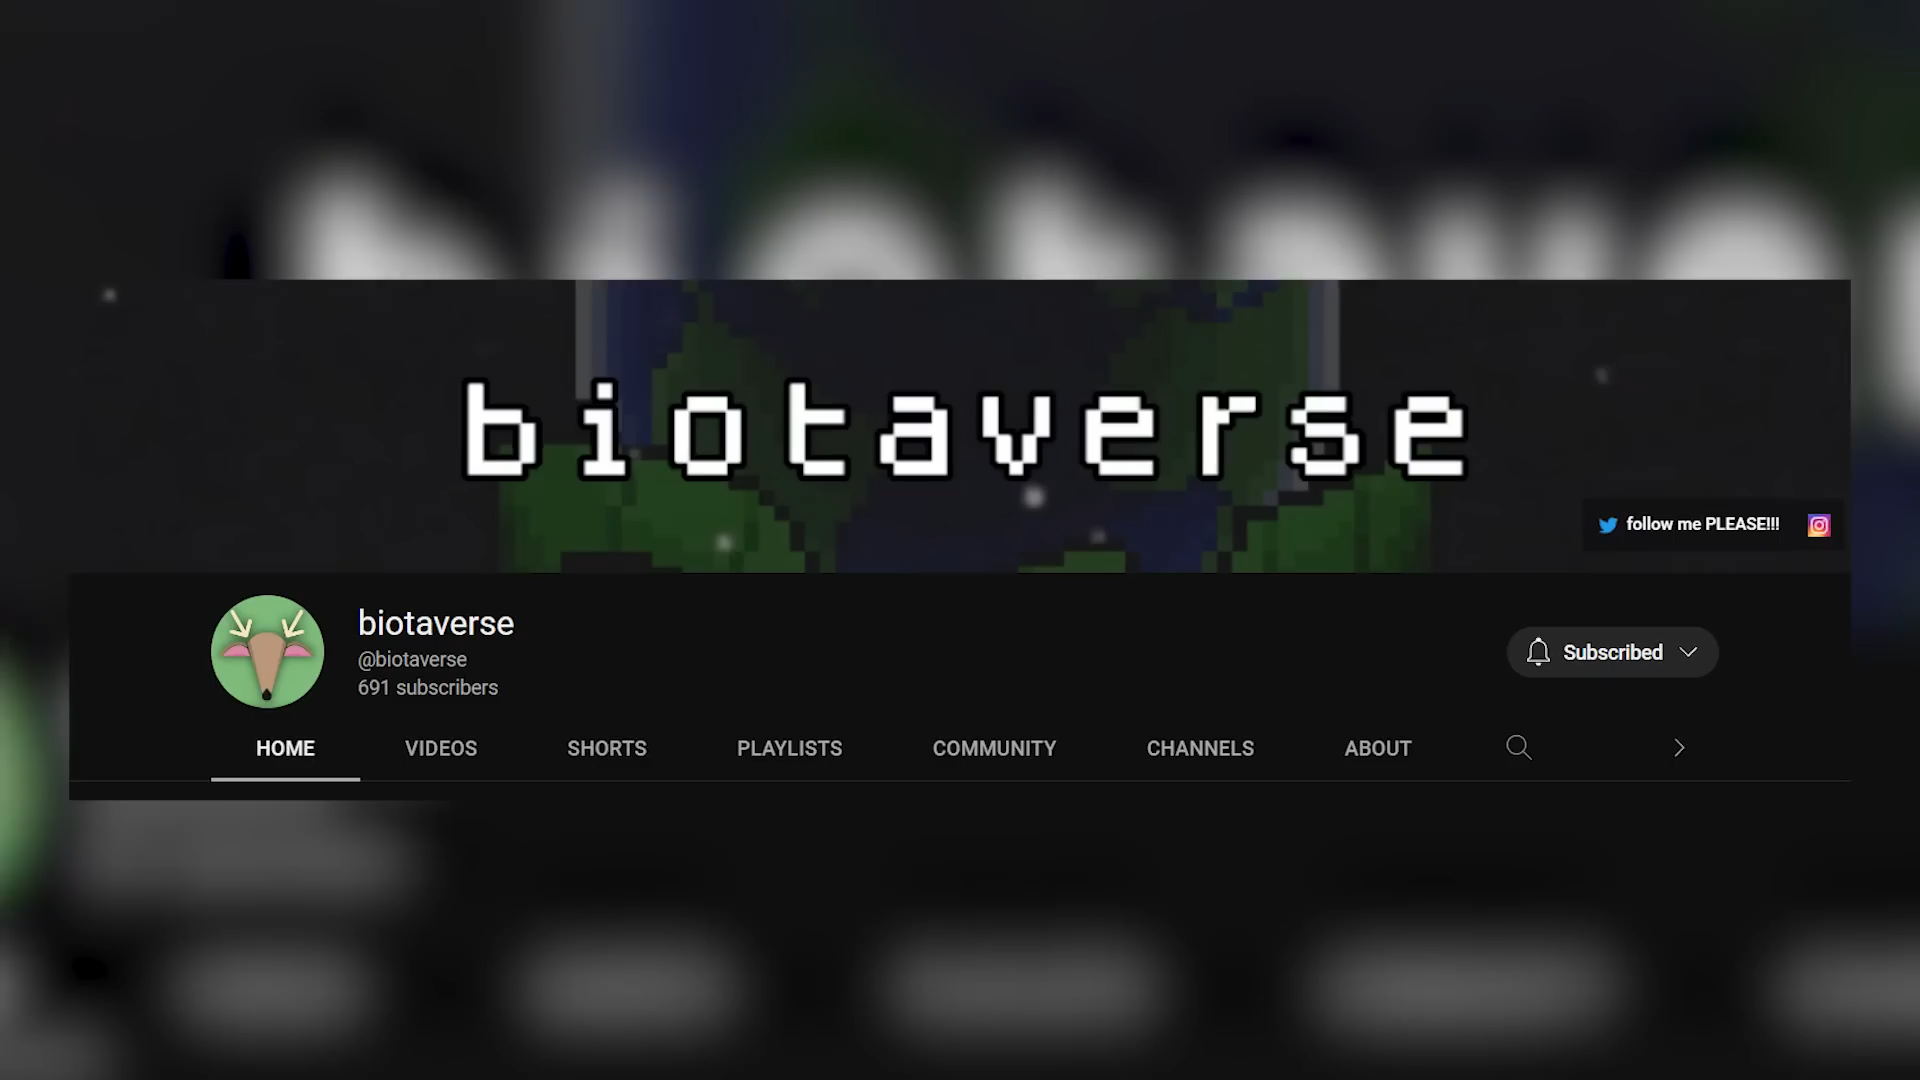 biotaverse
follow me PLEASE!!!
biotaverse
@biotaverse
691 subscribers
Subscribed
HOME VIDEOS SHORTS PLAYLISTS COMMUNITY CHANNELS ABOUT